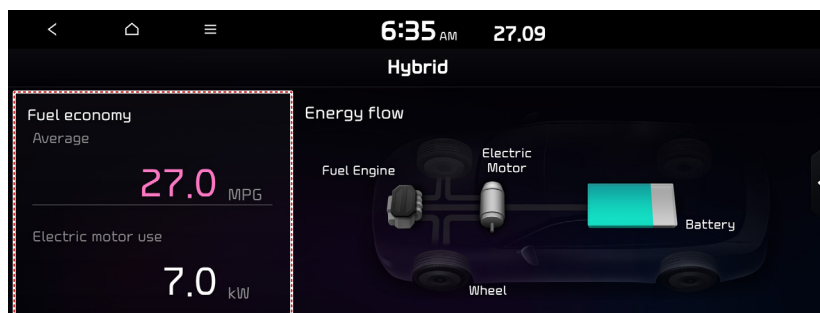 6:35 AM 27.09
Hybrid
Fuel economy
Average
27.0 MPG
Electric motor use
7.0 kW
Energy flow
Fuel Engine
Electric
Motor
Battery
Wheel